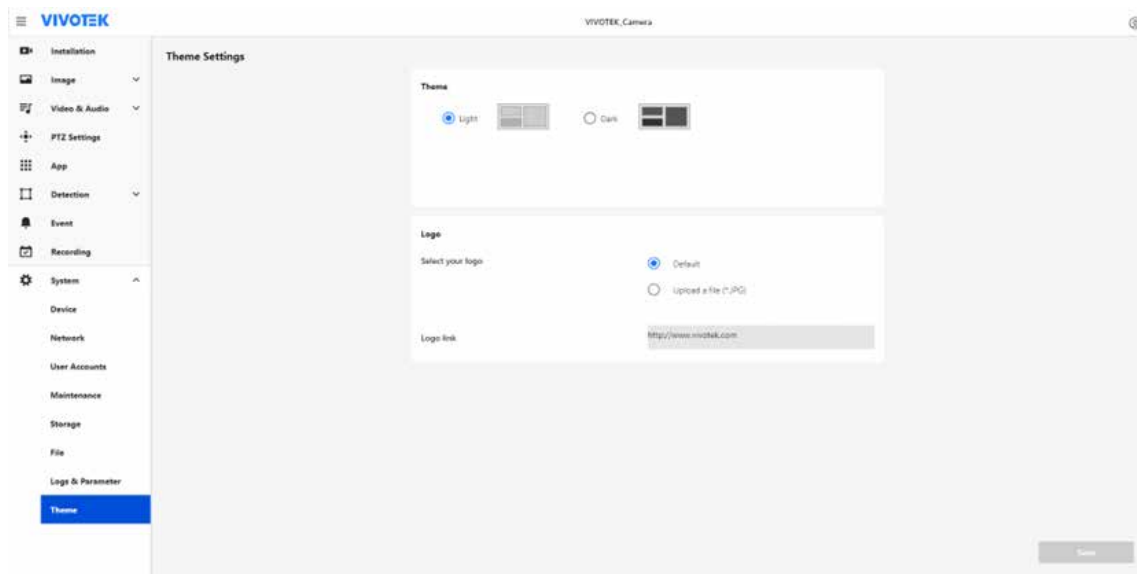 VIVOTEK
VIVOTEK_Camera
Installation
Image
Video & Audio
PTZ Settings
App
Detection
Event
Recording
System
Device
Network
User Accounts
Maintenance
Storage
File
Logs & Parameter
Theme
Theme Settings
Theme
Light
Dark
Logo
Select your logo
Default
Upload a file (*.JPG)
Logo link
http://www.vivotek.com
Save